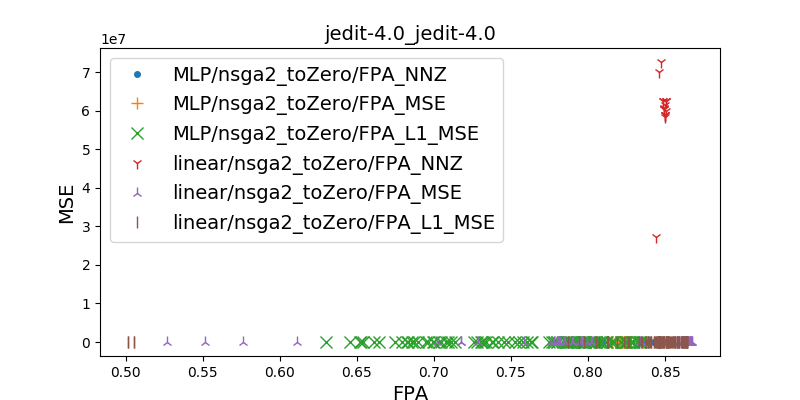 jedit-4.0_jedit-4.0
1e7
7
6
5
4
3
2
1
0
MSE
MLP/nsga2_toZero/FPA_NNZ
MLP/nsga2_toZero/FPA_MSE
MLP/nsga2_toZero/FPA_L1_MSE
linear/nsga2_toZero/FPA_NNZ
linear/nsga2_toZero/FPA_MSE
linear/nsga2_toZero/FPA_L1_MSE
0.50 0.55 0.60 0.65 0.70 0.75 0.80 0.85
FPA